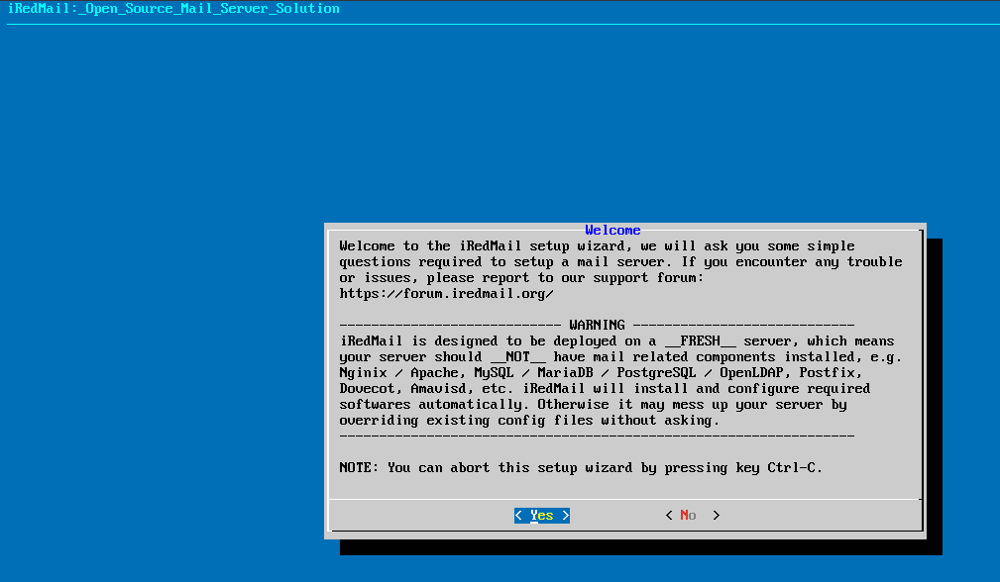 iRedMail:_Open_Source_Mail_Server_Solution
Welcome
Welcome to the iRedMail setup wizard, we will ask you some simple
questions required to setup a mail server. If you encounter any trouble
or issues, please report to our support forum:
https://forum.iredmail.org/
---------------------------- WARNING ----------------------------
iRedMail is designed to be deployed on a __FRESH__ server, which means
your server should __NOT__ have mail related components installed, e.g.
Nginix / Apache, MySQL / MariaDB / PostgreSQL / OpenLDAP, Postfix,
Dovecot, Amavisd, etc. iRedMail will install and configure required
softwares automatically. Otherwise it may mess up your server by
overriding existing config files without asking.
-----------------------------------------------------------------
NOTE: You can abort this setup wizard by pressing key Ctrl-C.
< Yes > < No >